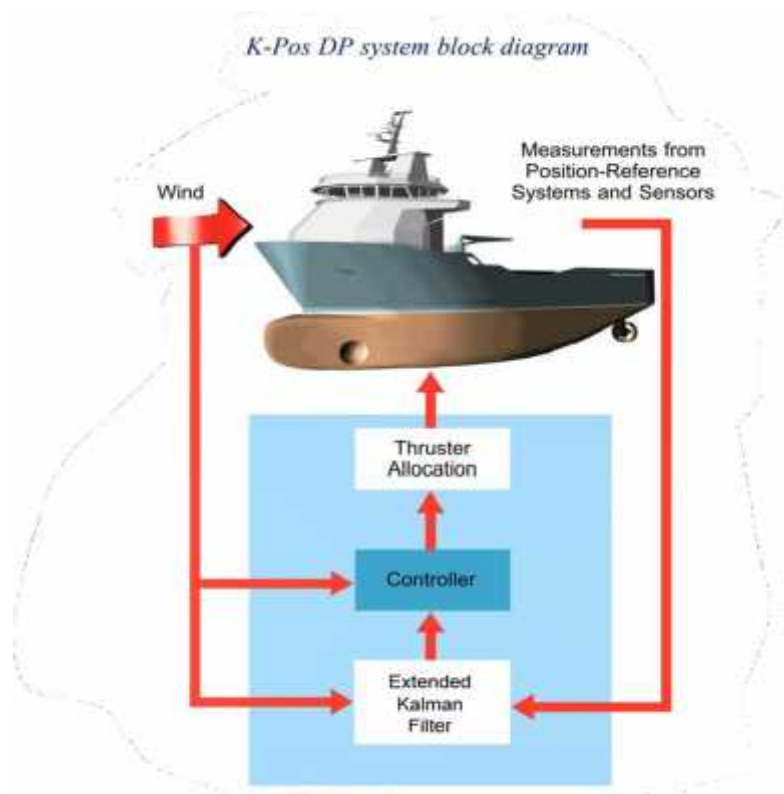 K-Pos DP system block diagram
Measurements from
Position-Reference
Systems and Sensors
Wind
Thruster
Allocation
Controller
Extended
Kalman
Filter